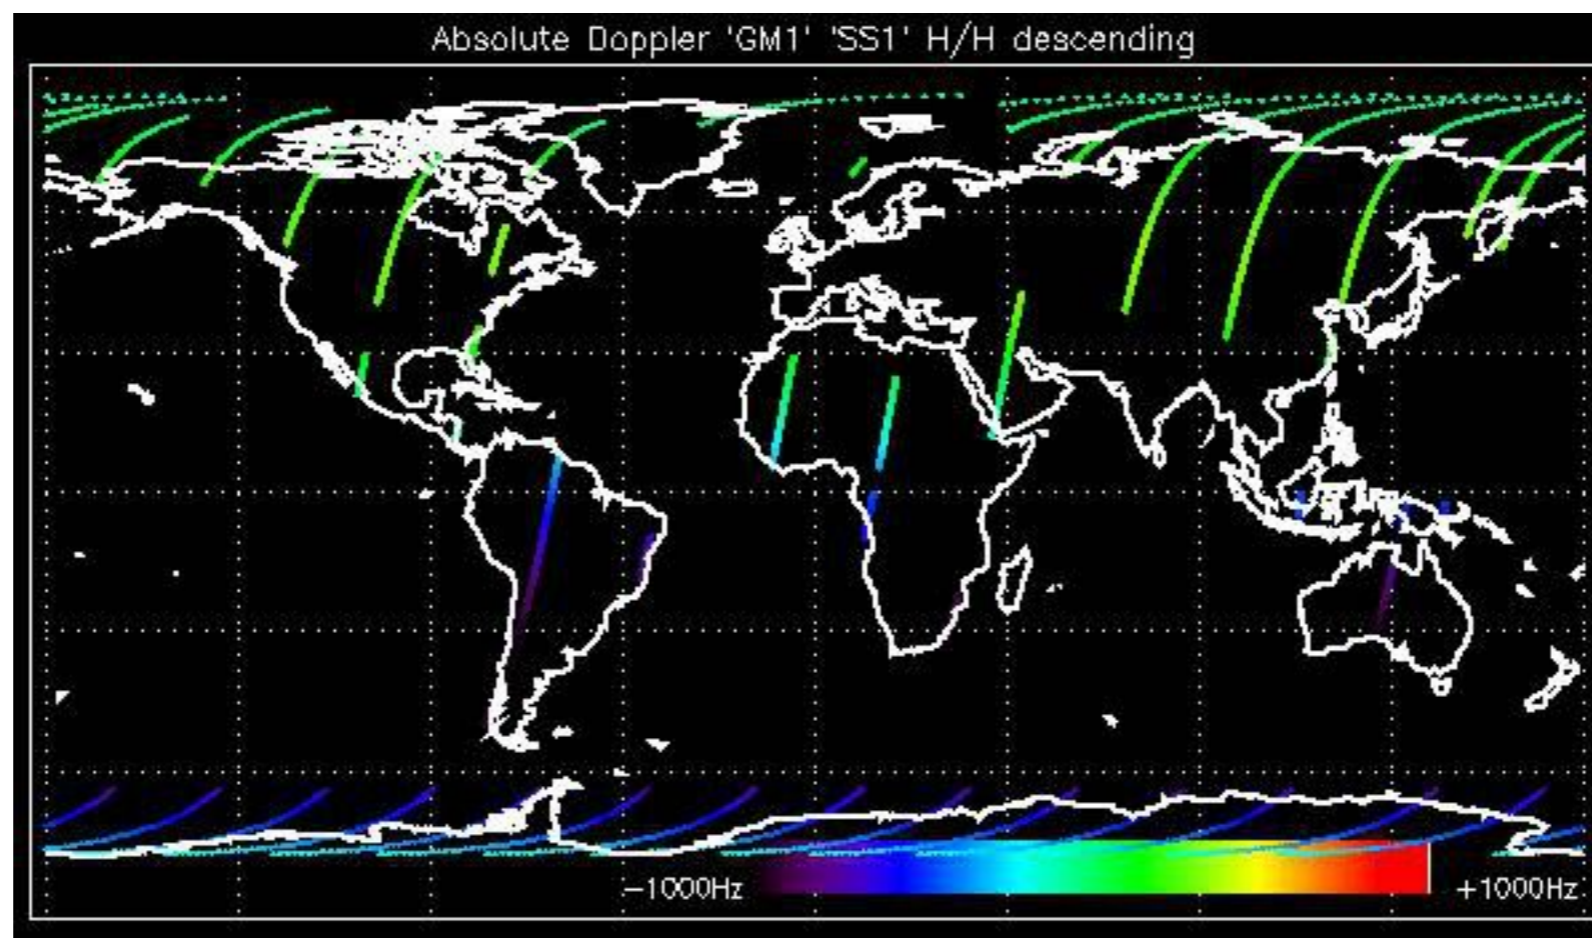 Absolute Doppler 'GM1' 'SS1' H/H descending
-1000Hz +1000Hz